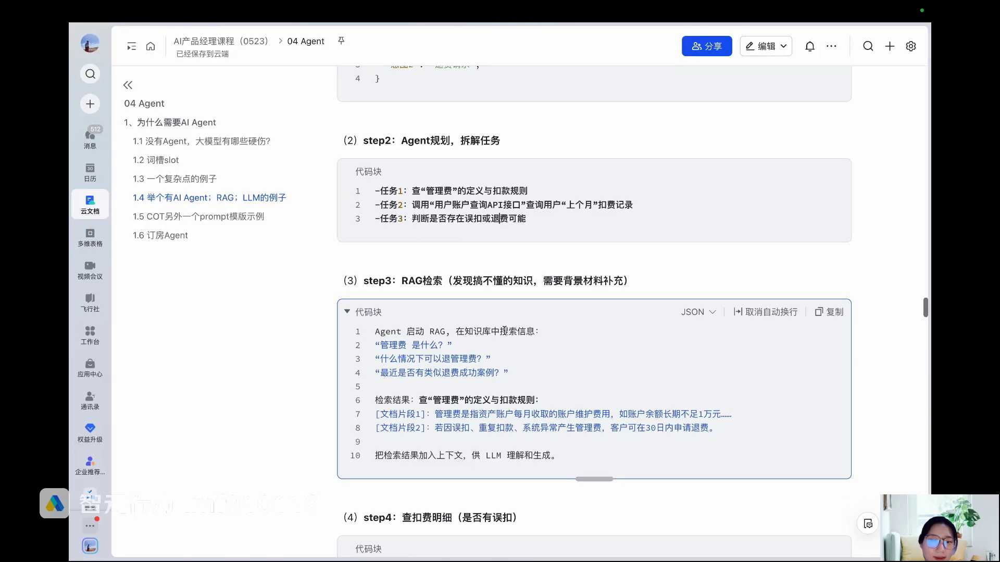 AI产品经理课程（0523） > 04 Agent
已经保存到云端
分享
编辑
512
消息
30
日历
云文档
多维表格
视频会议
飞行社
工作台
应用中心
通讯录
权益升级
企业推荐...
04 Agent
1、为什么需要AI Agent
1.1 没有Agent，大模型有哪些硬伤?
1.2 词槽slot
1.3 一个复杂点的例子
1.4 举个有AI Agent；RAG；LLM的例子
1.5 COT另外一个prompt模版示例
1.6 订房Agent
4 }
（2）step2：Agent规划，拆解任务
代码块
1 -任务1：查“管理费”的定义与扣款规则
2 -任务2：调用“用户账户查询API接口”查询用户“上个月”扣费记录
3 -任务3：判断是否存在误扣或退费可能
（3）step3：RAG检索（发现搞不懂的知识，需要背景材料补充）
代码块
JSON
取消自动换行
复制
1 Agent 启动 RAG，在知识库中搜索信息：
2 “管理费 是什么？”
3 “什么情况下可以退管理费？”
4 “最近是否有类似退费成功案例？”
5
6 检索结果：查“管理费”的定义与扣款规则：
7 [文档片段1]：管理费是指资产账户每月收取的账户维护费用，如账户余额长期不足1万元……
8 [文档片段2]：若因误扣、重复扣款、系统异常产生管理费，客户可在30日内申请退费。
9
10 把检索结果加入上下文，供 LLM 理解和生成。
（4）step4：查扣费明细（是否有误扣）
代码块